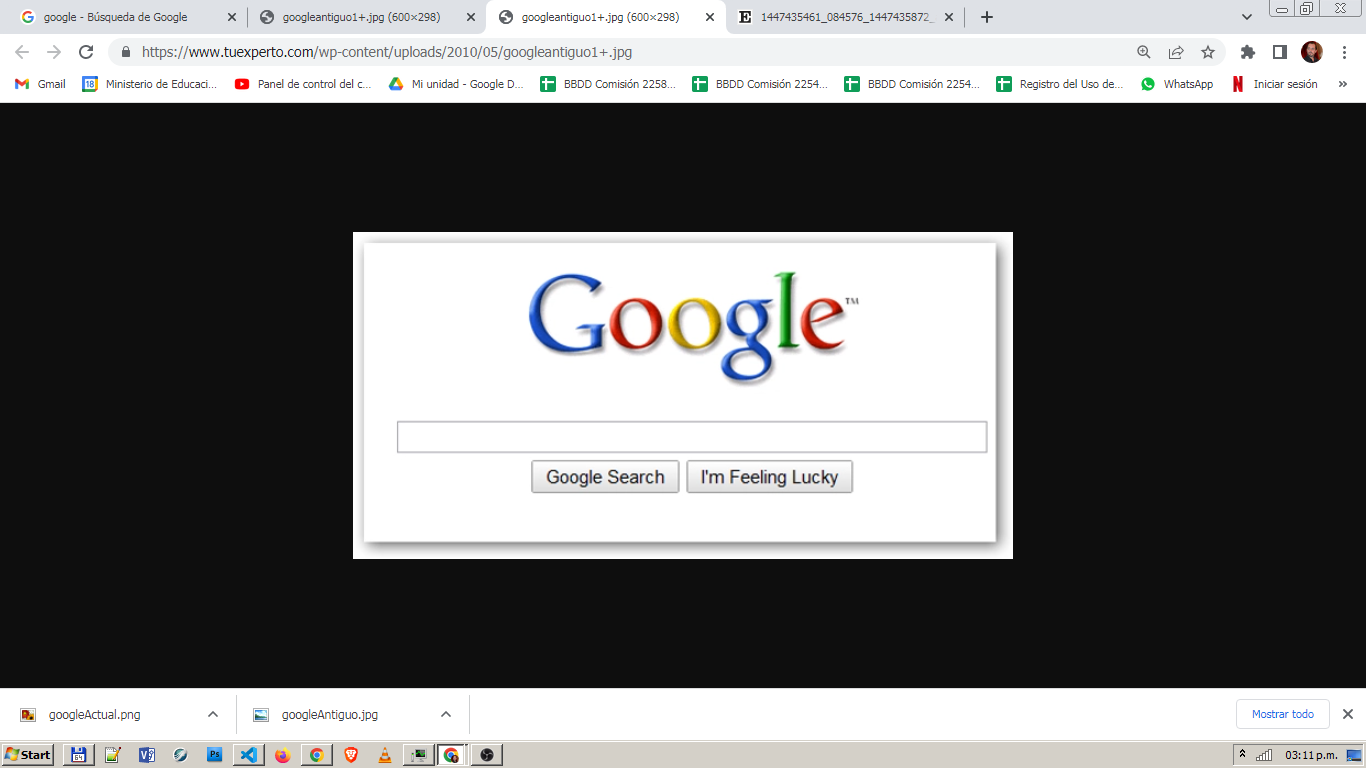 google - Búsqueda de Google
googleantiguo1+.jpg (600×298)
googleantiguo1+.jpg (600×298)
1447435461_084576_1447435872_
https://www.tuexperto.com/wp-content/uploads/2010/05/googleantiguo1+.jpg
Gmail
18
Ministerio de Educaci...
Panel de control del c...
Mi unidad - Google D...
BBDD Comisión 2258...
BBDD Comisión 2254...
BBDD Comisión 2254...
Registro del Uso de...
WhatsApp
Iniciar sesión
Google™
Google Search
I'm Feeling Lucky
googleActual.png
googleAntiguo.jpg
Mostrar todo
Start
64
Ps
03:11 p.m.